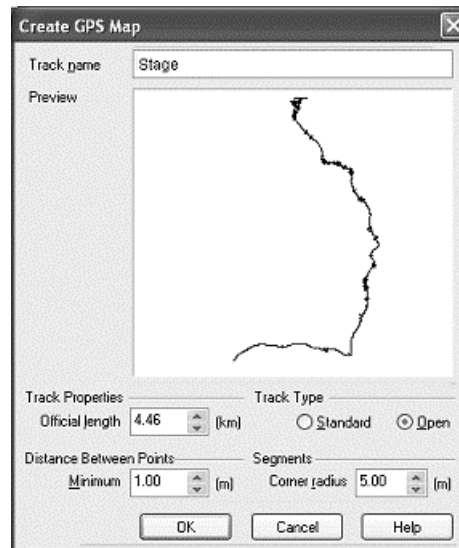 Create GPS Map
Track name Stage
Preview
Track Properties Track Type
Official length 4.46 (km) Standard Open
Distance Between Points Segments
Minimum 1.00 (m) Corner radius 5.00 (m)
OK Cancel Help